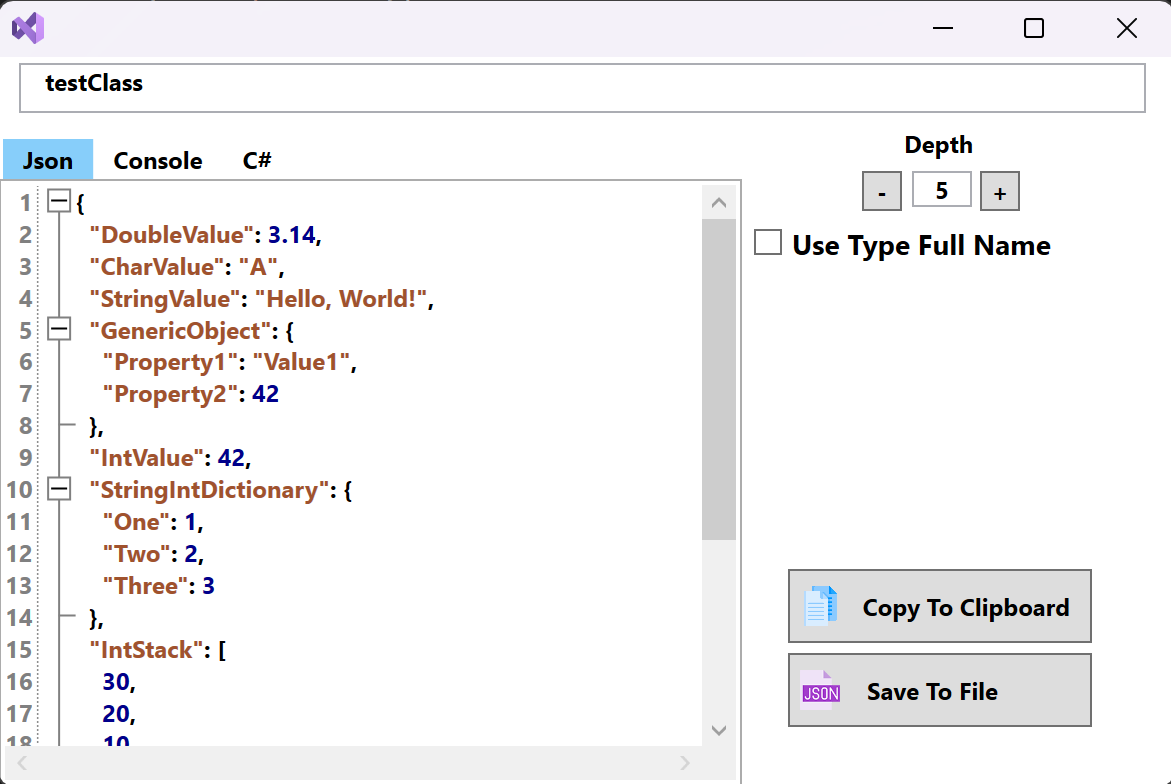 testClass
Json Console C#
Depth
- 5 +
Use Type Full Name
1 {
2 "DoubleValue": 3.14,
3 "CharValue": "A",
4 "StringValue": "Hello, World!",
5 "GenericObject": {
6 "Property1": "Value1",
7 "Property2": 42
8 },
9 "IntValue": 42,
10 "StringIntDictionary": {
11 "One": 1,
12 "Two": 2,
13 "Three": 3
14 },
15 "IntStack": [
16 30,
17 20,
18 10
Copy To Clipboard
JSON Save To File